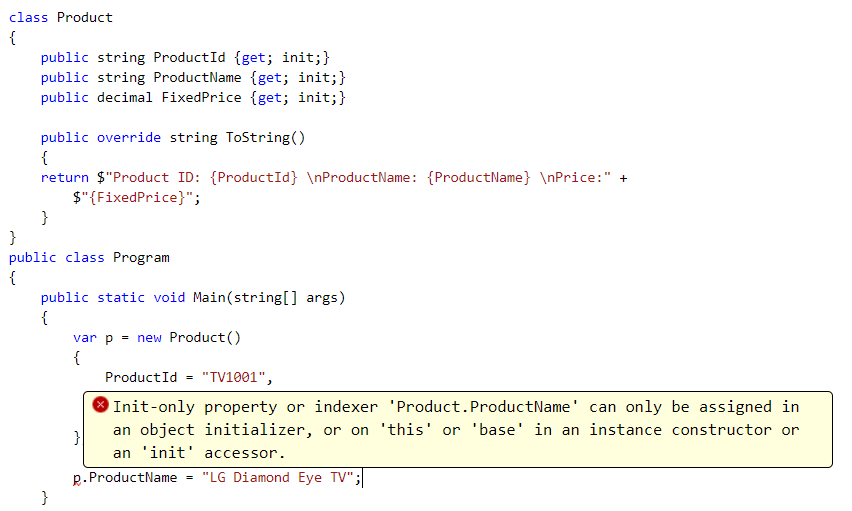 class Product
{
    public string ProductId {get; init;}
    public string ProductName {get; init;}
    public decimal FixedPrice {get; init;}

    public override string ToString()
    {
    return $"Product ID: {ProductId} \nProductName: {ProductName} \nPrice:" +
        $"{FixedPrice}";
    }
}
public class Program
{
    public static void Main(string[] args)
    {
        var p = new Product()
        {
            ProductId = "TV1001",
Init-only property or indexer 'Product.ProductName' can only be assigned in
an object initializer, or on 'this' or 'base' in an instance constructor or
        }
an 'init' accessor.
        p.ProductName = "LG Diamond Eye TV";
    }